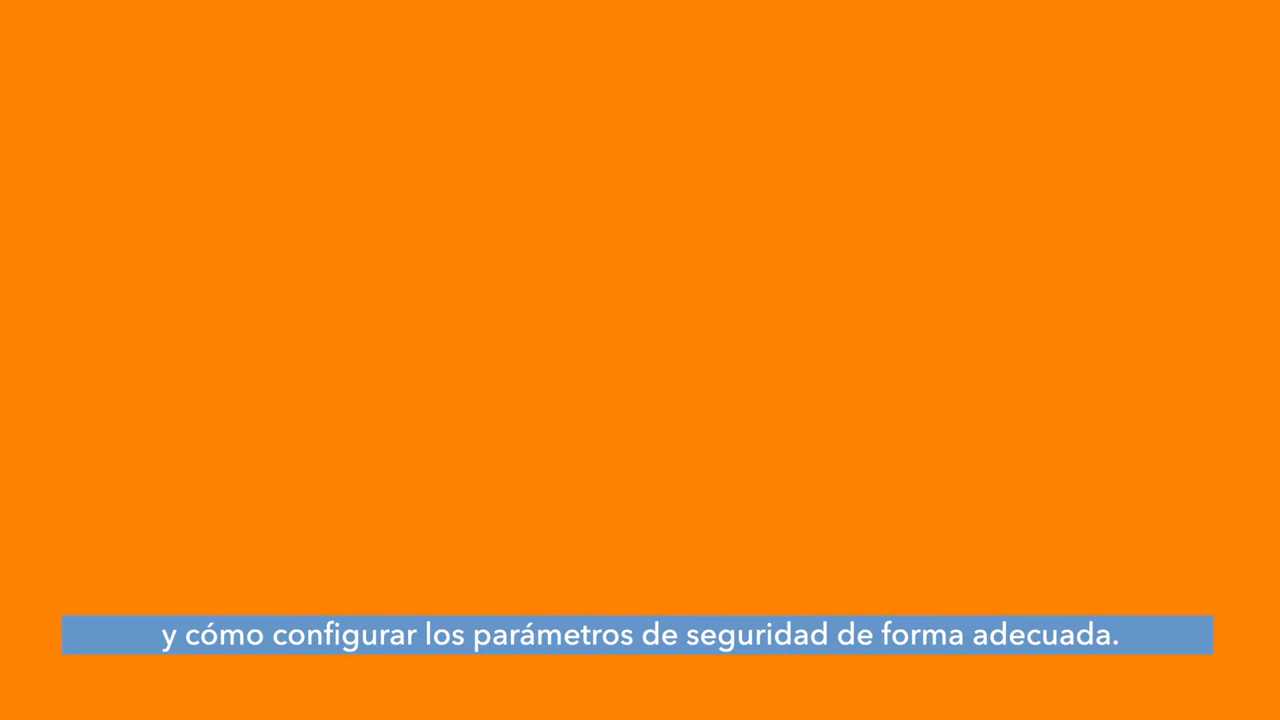 y cómo configurar los parámetros de seguridad de forma adecuada.